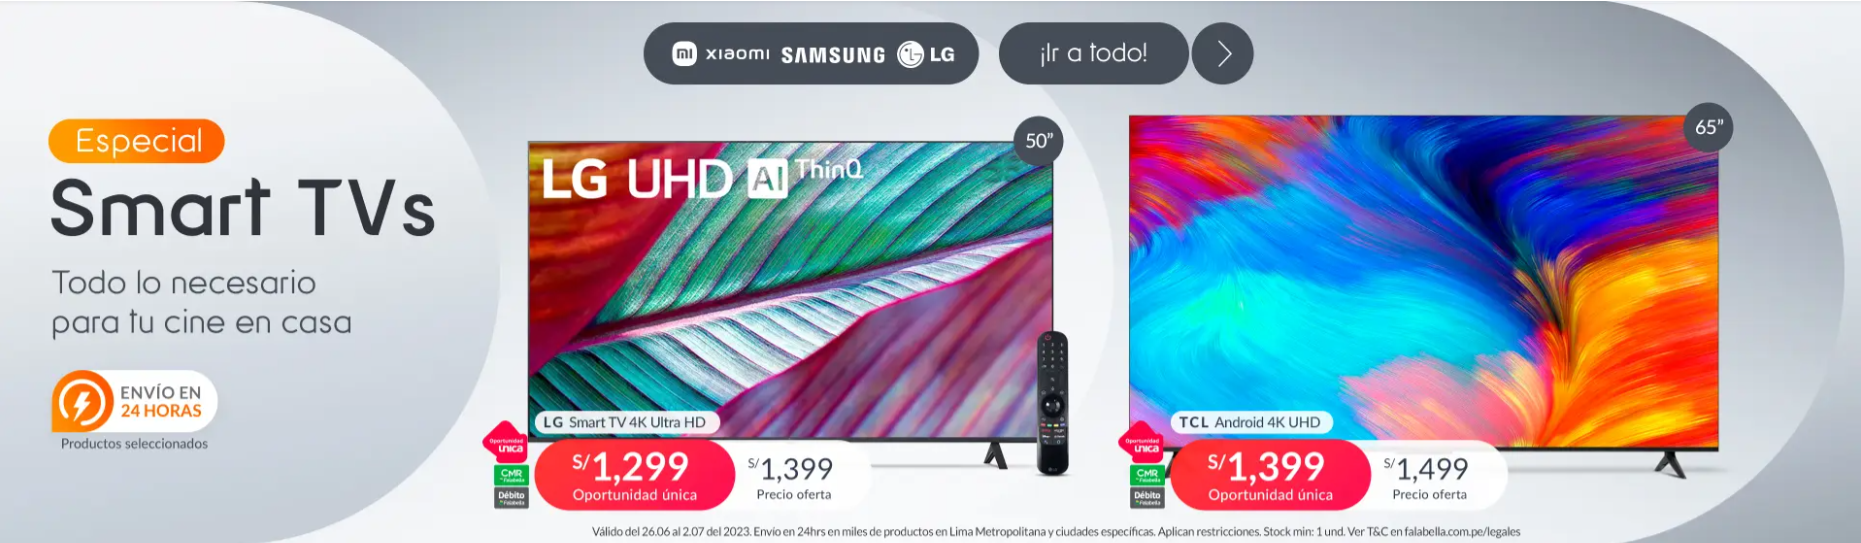 xiaomi SAMSUNG LG
¡Ir a todo!
Especial
Smart TVs
Todo lo necesario
para tu cine en casa
ENVÍO EN
24 HORAS
Productos seleccionados
50”
LG UHD AI ThinQ
LG Smart TV 4K Ultra HD
Oportunidad
única
CMR
Débito
S/1,299
Oportunidad única
S/1,399
Precio oferta
65”
TCL Android 4K UHD
Oportunidad
única
CMR
Débito
S/1,399
Oportunidad única
S/1,499
Precio oferta
Válido del 26.06 al 2.07 del 2023. Envío en 24hrs en miles de productos en Lima Metropolitana y ciudades específicas. Aplican restricciones. Stock min: 1 und. Ver T&C en falabella.com.pe/legales